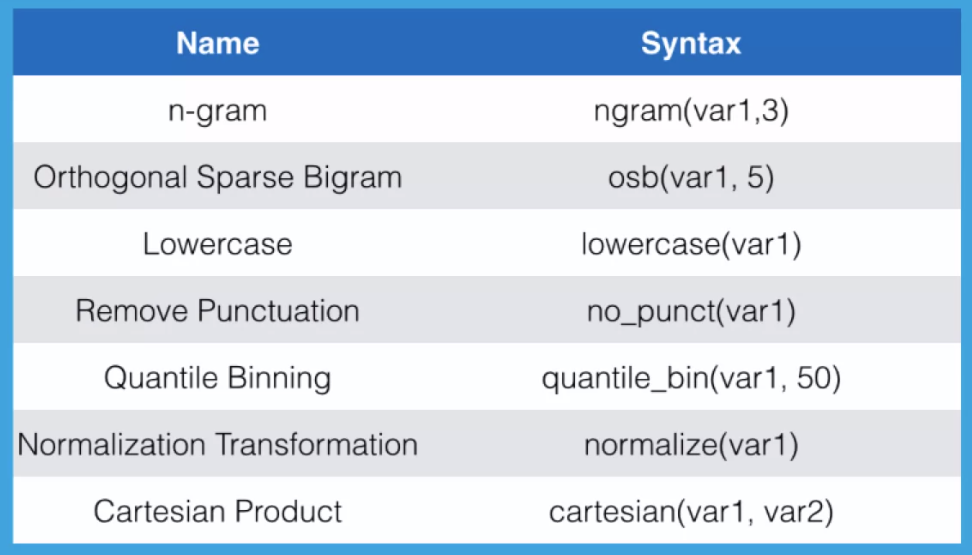 Name Syntax
n-gram ngram(var1,3)
Orthogonal Sparse Bigram osb(var1, 5)
Lowercase lowercase(var1)
Remove Punctuation no_punct(var1)
Quantile Binning quantile_bin(var1, 50)
Normalization Transformation normalize(var1)
Cartesian Product cartesian(var1, var2)